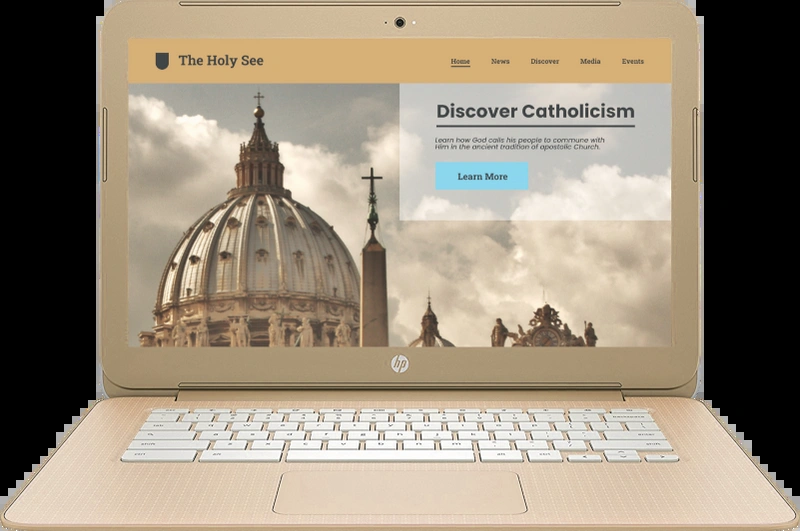 The Holy See
Home News Discover Media Events
Discover Catholicism
Learn how God calls his people to commune with
Him in the ancient tradition of apostolic Church.
Learn More
hp